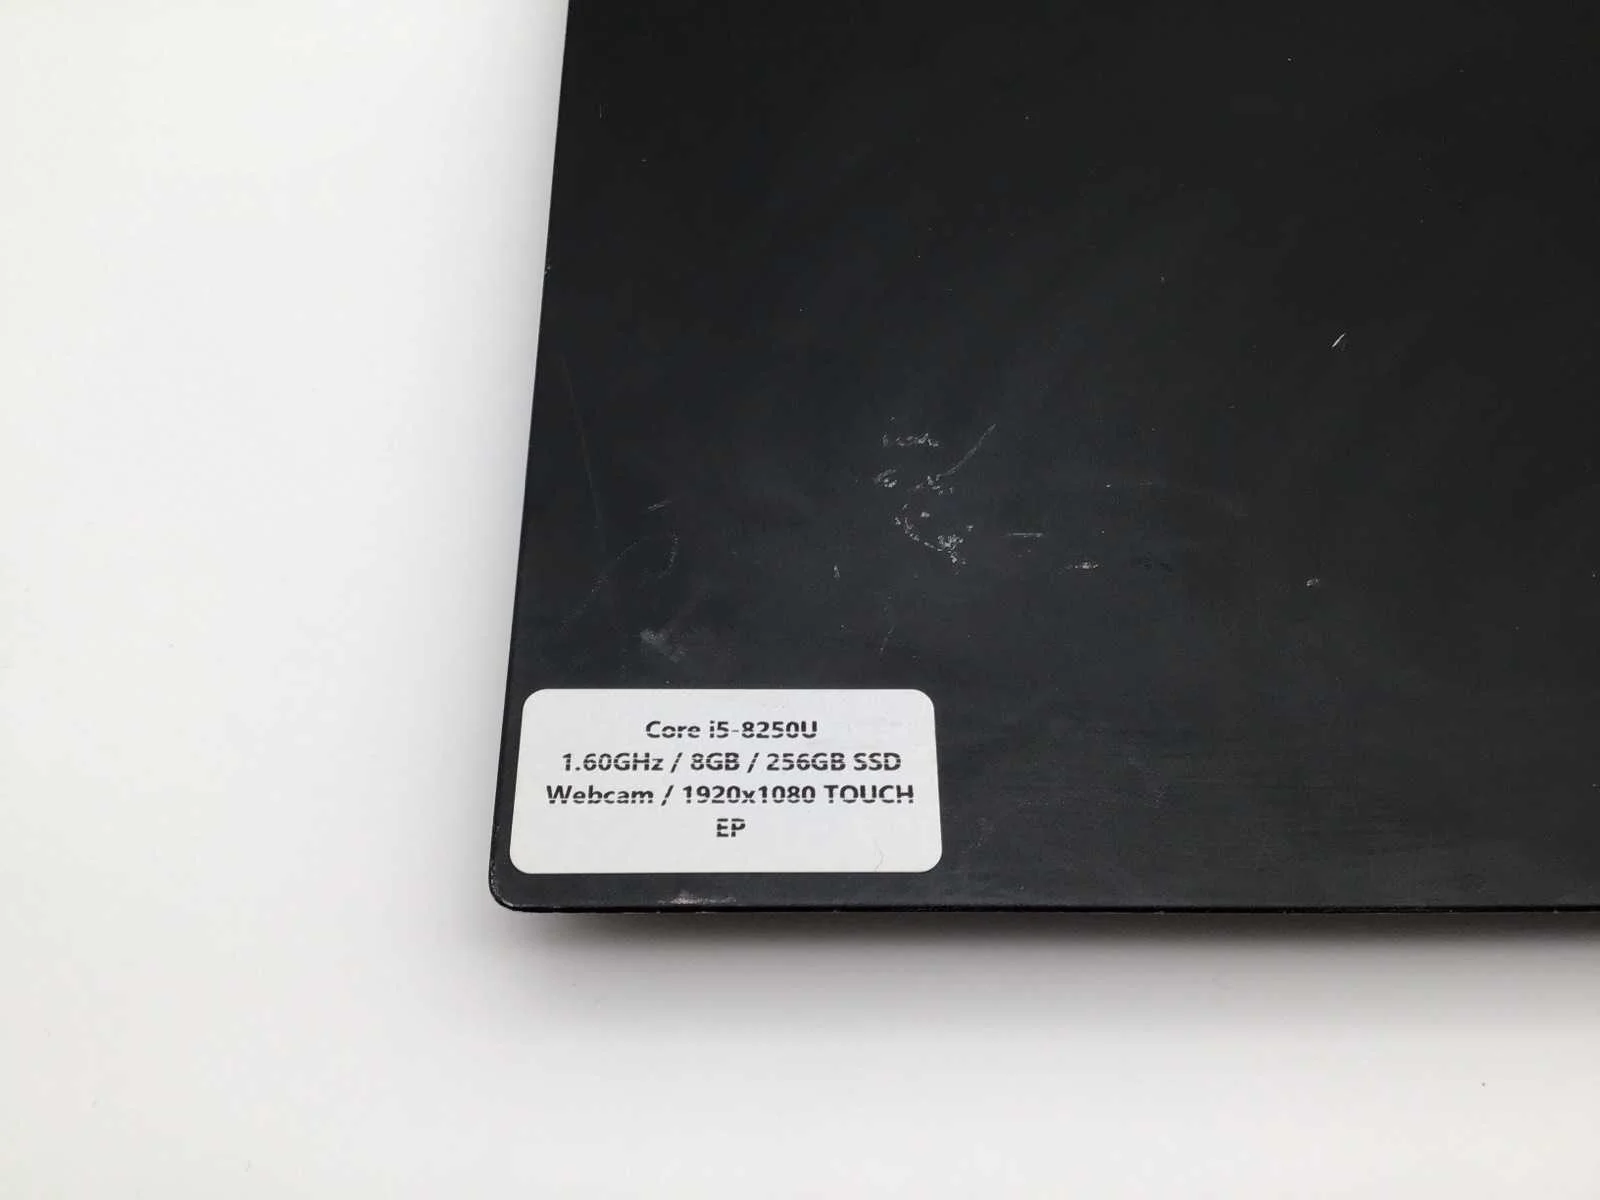 Core i5-8250U
1.60GHz / 8GB / 256GB SSD
Webcam / 1920x1080 TOUCH
EP